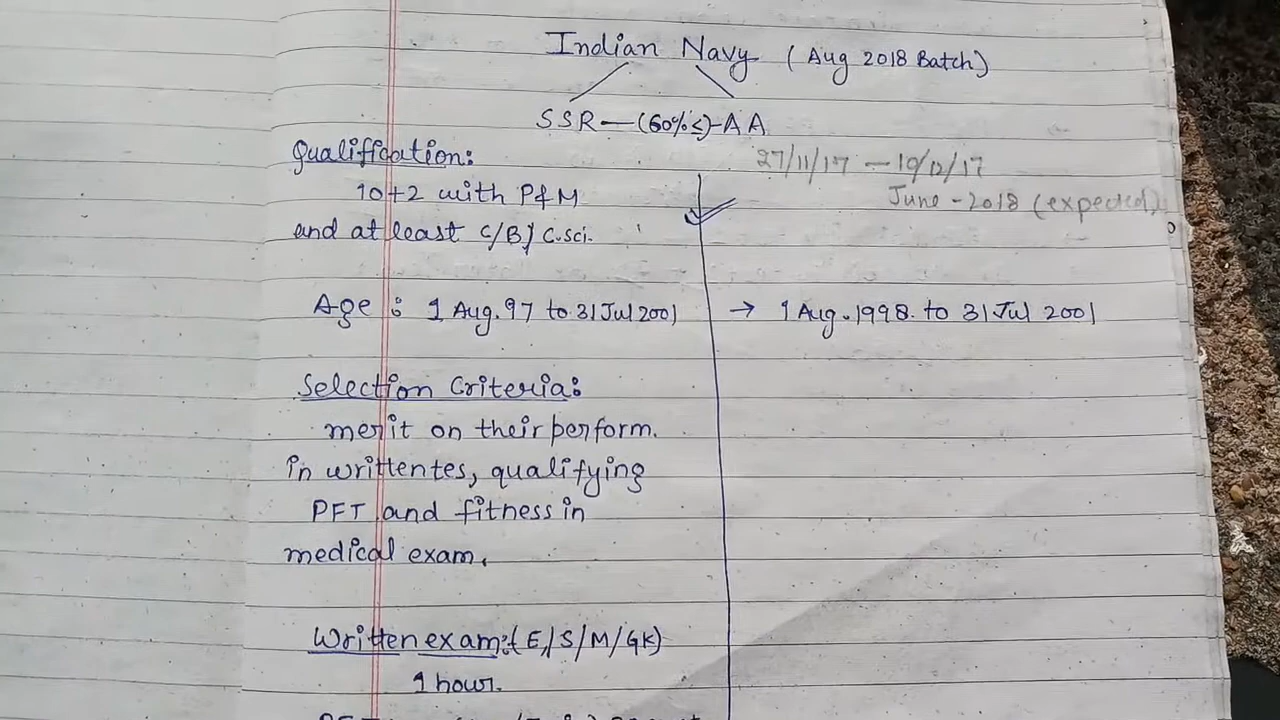 Indian Navy (Aug 2018 Batch)
SSR — (60%≤) - AA
27/11/17 — 10/12/17
June - 2018 (expected)
Qualification:
10+2 with P & M
and at least C/B/ C.sci.
Age : 1 Aug. 97 to 31 Jul 2001 → 1 Aug. 1998. to 31 Jul 2001
Selection Criteria:
merit on their perform.
in written tes, qualifying
PFT and fitness in
medical exam.
Written exam: (E/S/M/GK)
1 hour.